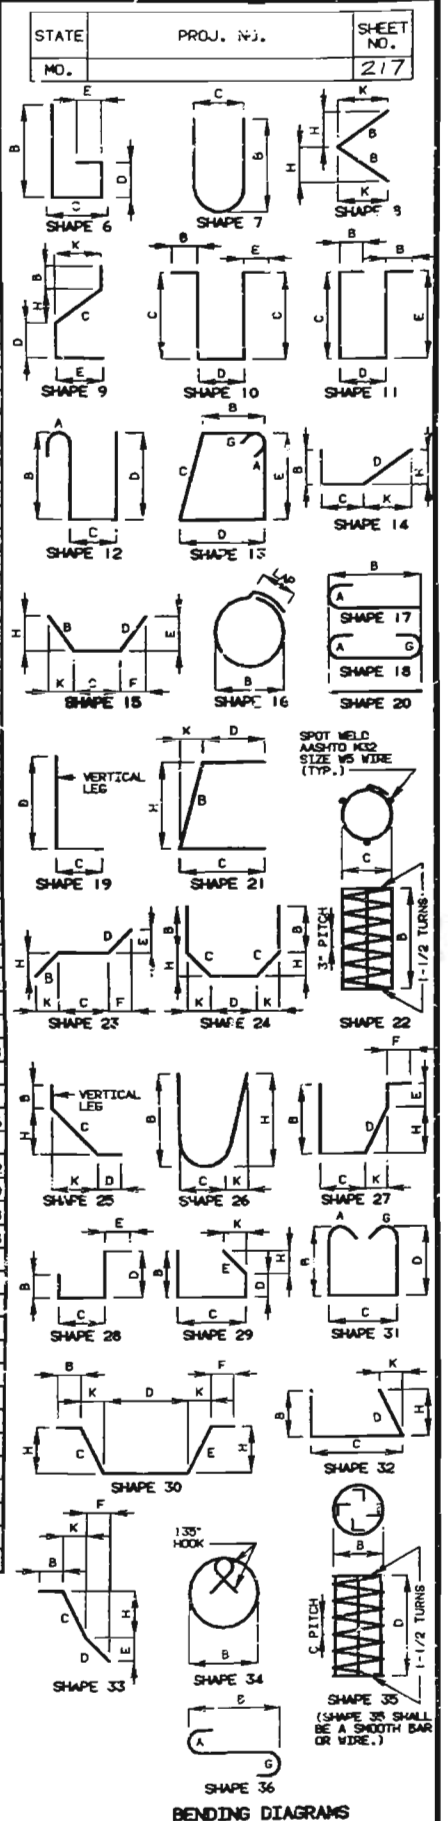 STATE PROJ. NO. SHEET NO.
MO. 217
E B D C
SHAPE 6
C B
SHAPE 7
K H B H B K
SHAPE 8
K B H C D E
SHAPE 9
B E C C D
SHAPE 10
B B C E D
SHAPE 11
A B D C
SHAPE 12
B G A C E D
SHAPE 13
B D H C K
SHAPE 14
H B D E K C F
SHAPE 15
B
SHAPE 16
B
A
SHAPE 17
A G
SHAPE 18
SHAPE 20
B VERTICAL LEG C
SHAPE 19
K D H B C
SHAPE 21
SPOT WELD
AASHTO M32
SIZE W5 WIRE
(TYP.)
C
3" PITCH B 1-1/2 TURNS
SHAPE 22
H B D E K C F
SHAPE 23
B B H C C H K D K
SHAPE 24
B VERTICAL LEG H C K D
SHAPE 25
B H C K
SHAPE 26
F B E D H C K
SHAPE 27
E B D C
SHAPE 28
K B H E D C
SHAPE 29
A G B D C
SHAPE 31
B K D K F H C E H
SHAPE 30
K B D H C
SHAPE 32
F K B C H D E
SHAPE 33
135° HOOK
B
SHAPE 34
B
C PITCH D 1-1/2 TURNS
SHAPE 35
(SHAPE 35 SHALL
BE A SMOOTH BAR
OR WIRE.)
B
A G
SHAPE 36
BENDING DIAGRAMS